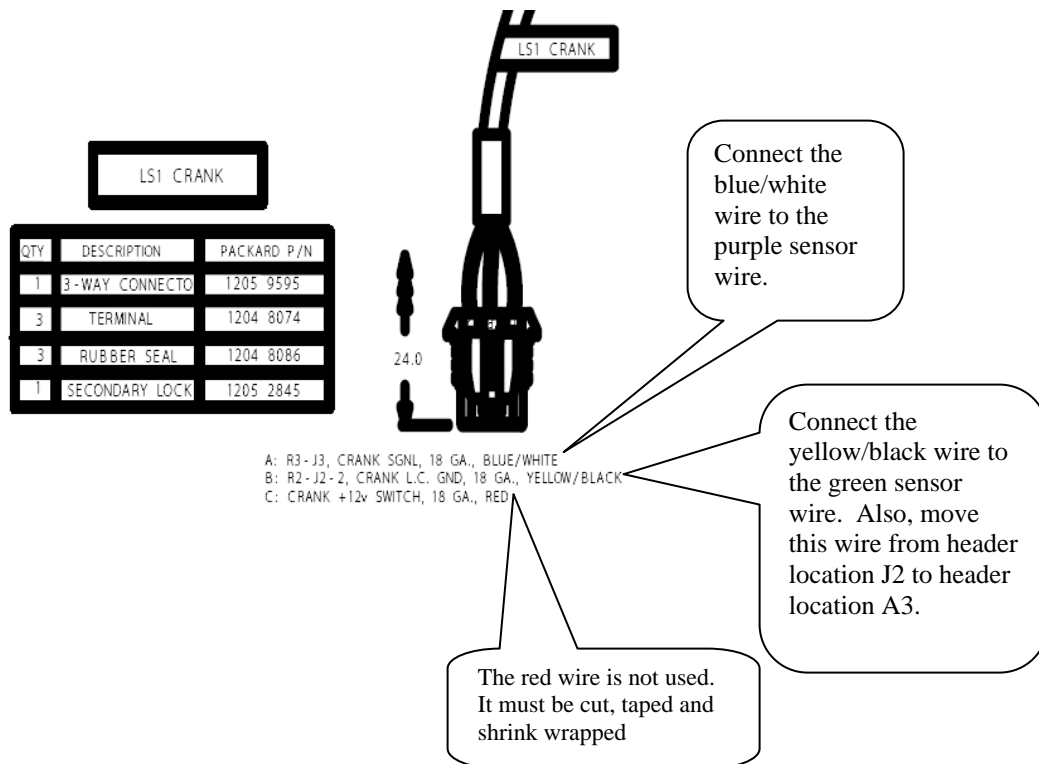 LS1 CRANK
LS1 CRANK
QTY DESCRIPTION PACKARD P/N
1 3-WAY CONNECTO 1205 9595
3 TERMINAL 1204 8074
3 RUBBER SEAL 1204 8086
1 SECONDARY LOCK 1205 2845
24.0
A: R3-J3, CRANK SGNL, 18 GA., BLUE/WHITE
B: R2-J2-2, CRANK L.C. GND, 18 GA., YELLOW/BLACK
C: CRANK +12v SWITCH, 18 GA., RED
Connect the
blue/white
wire to the
purple sensor
wire.
Connect the
yellow/black wire to
the green sensor
wire. Also, move
this wire from header
location J2 to header
location A3.
The red wire is not used.
It must be cut, taped and
shrink wrapped